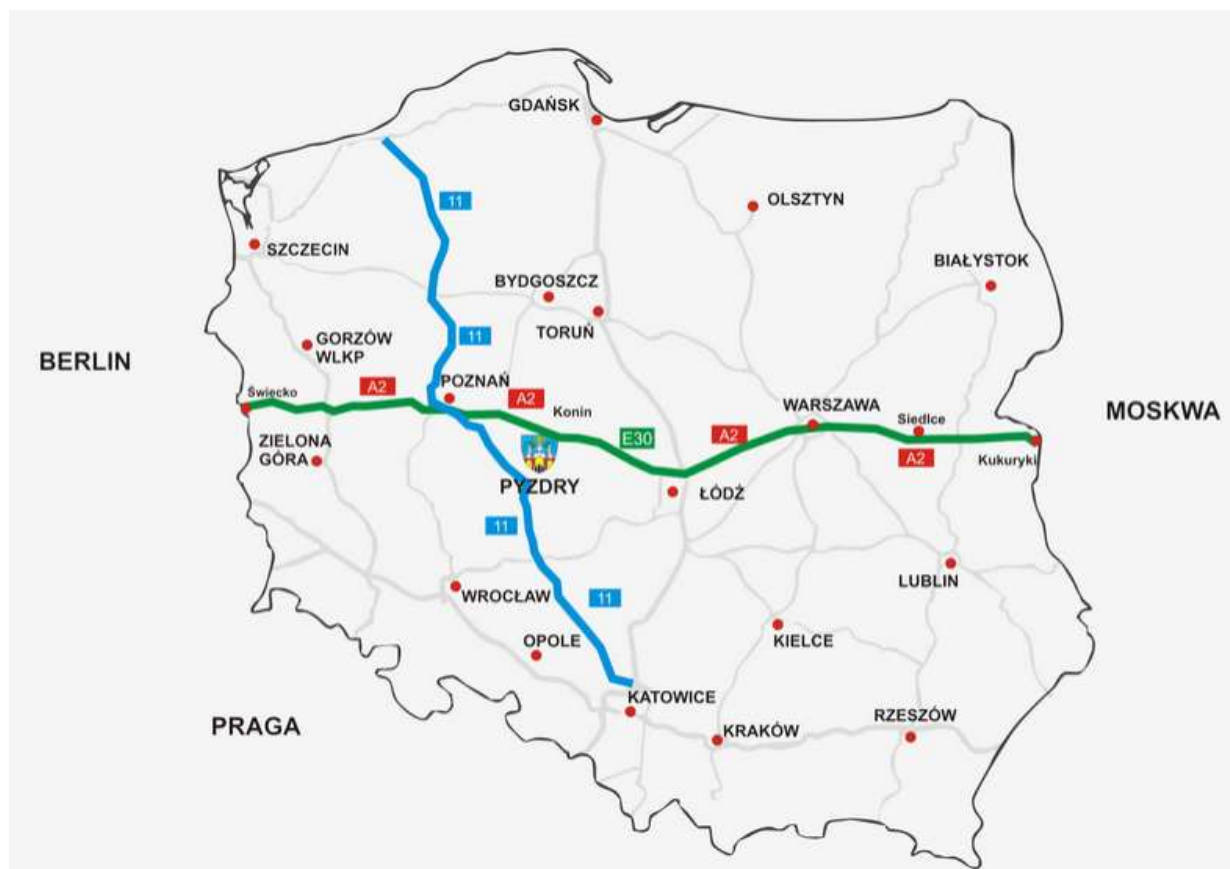 GDAŃSK
11
OLSZTYN
SZCZECIN
BIAŁYSTOK
BYDGOSZCZ
TORUŃ
11
GORZÓW
WLKP
BERLIN
POZNAŃ
Święcko
A2
A2
Konin
WARSZAWA
Siedlce
MOSKWA
E30
A2
A2
Kukuryki
ZIELONA
GÓRA
PYZDRY
ŁÓDŹ
11
LUBLIN
WROCŁAW
11
KIELCE
OPOLE
KATOWICE
RZESZÓW
PRAGA
KRAKÓW